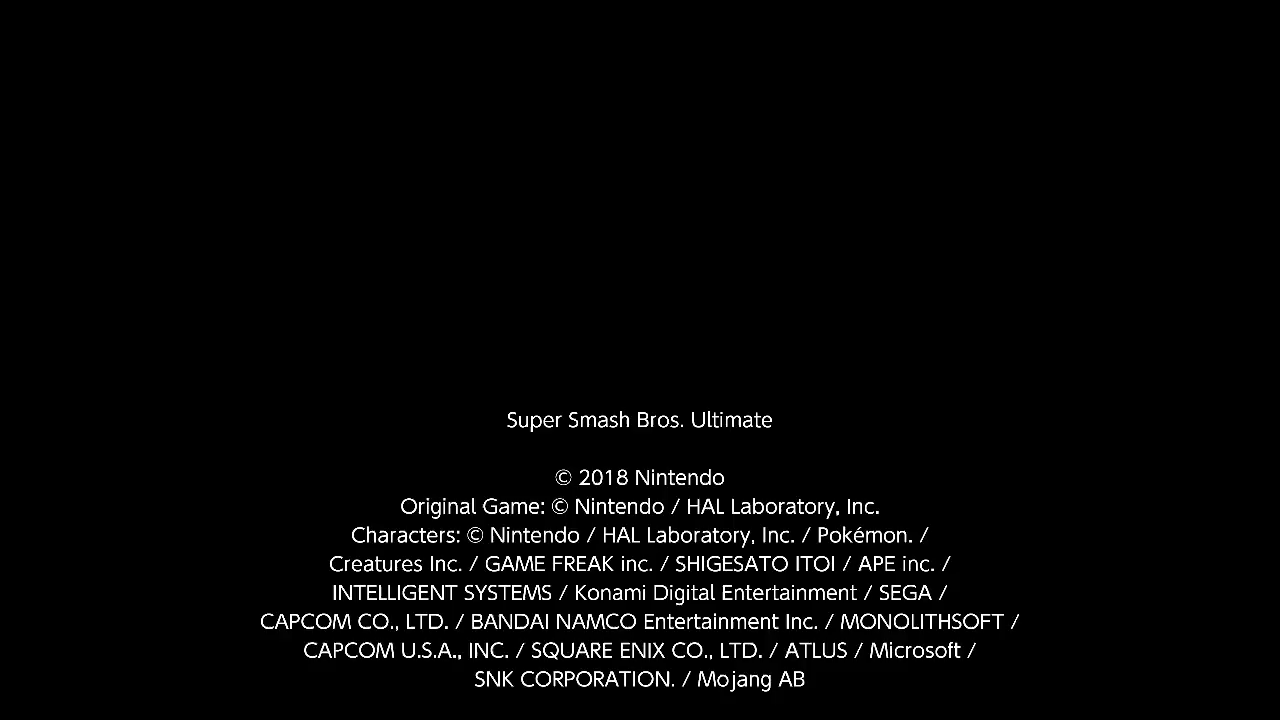 Super Smash Bros. Ultimate
© 2018 Nintendo
Original Game: © Nintendo / HAL Laboratory, Inc.
Characters: © Nintendo / HAL Laboratory, Inc. / Pokémon. /
Creatures Inc. / GAME FREAK inc. / SHIGESATO ITOI / APE inc. /
INTELLIGENT SYSTEMS / Konami Digital Entertainment / SEGA /
CAPCOM CO., LTD. / BANDAI NAMCO Entertainment Inc. / MONOLITHSOFT /
CAPCOM U.S.A., INC. / SQUARE ENIX CO., LTD. / ATLUS / Microsoft /
SNK CORPORATION. / Mojang AB